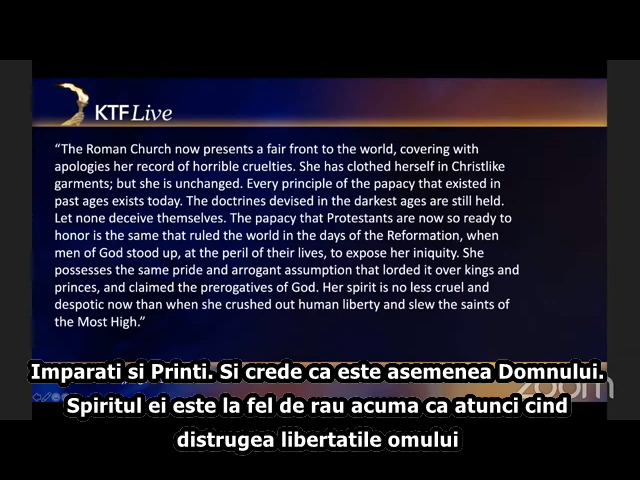 KTF Live
“The Roman Church now presents a fair front to the world, covering with
apologies her record of horrible cruelties. She has clothed herself in Christlike
garments; but she is unchanged. Every principle of the papacy that existed in
past ages exists today. The doctrines devised in the darkest ages are still held.
Let none deceive themselves. The papacy that Protestants are now so ready to
honor is the same that ruled the world in the days of the Reformation, when
men of God stood up, at the peril of their lives, to expose her iniquity. She
possesses the same pride and arrogant assumption that lorded it over kings and
princes, and claimed the prerogatives of God. Her spirit is no less cruel and
despotic now than when she crushed out human liberty and slew the saints of
the Most High.”
Imparati si Printi. Si crede ca este asemenea Domnului.
zoom
Spiritul ei este la fel de rau acuma ca atunci cind
distrugea libertatile omului